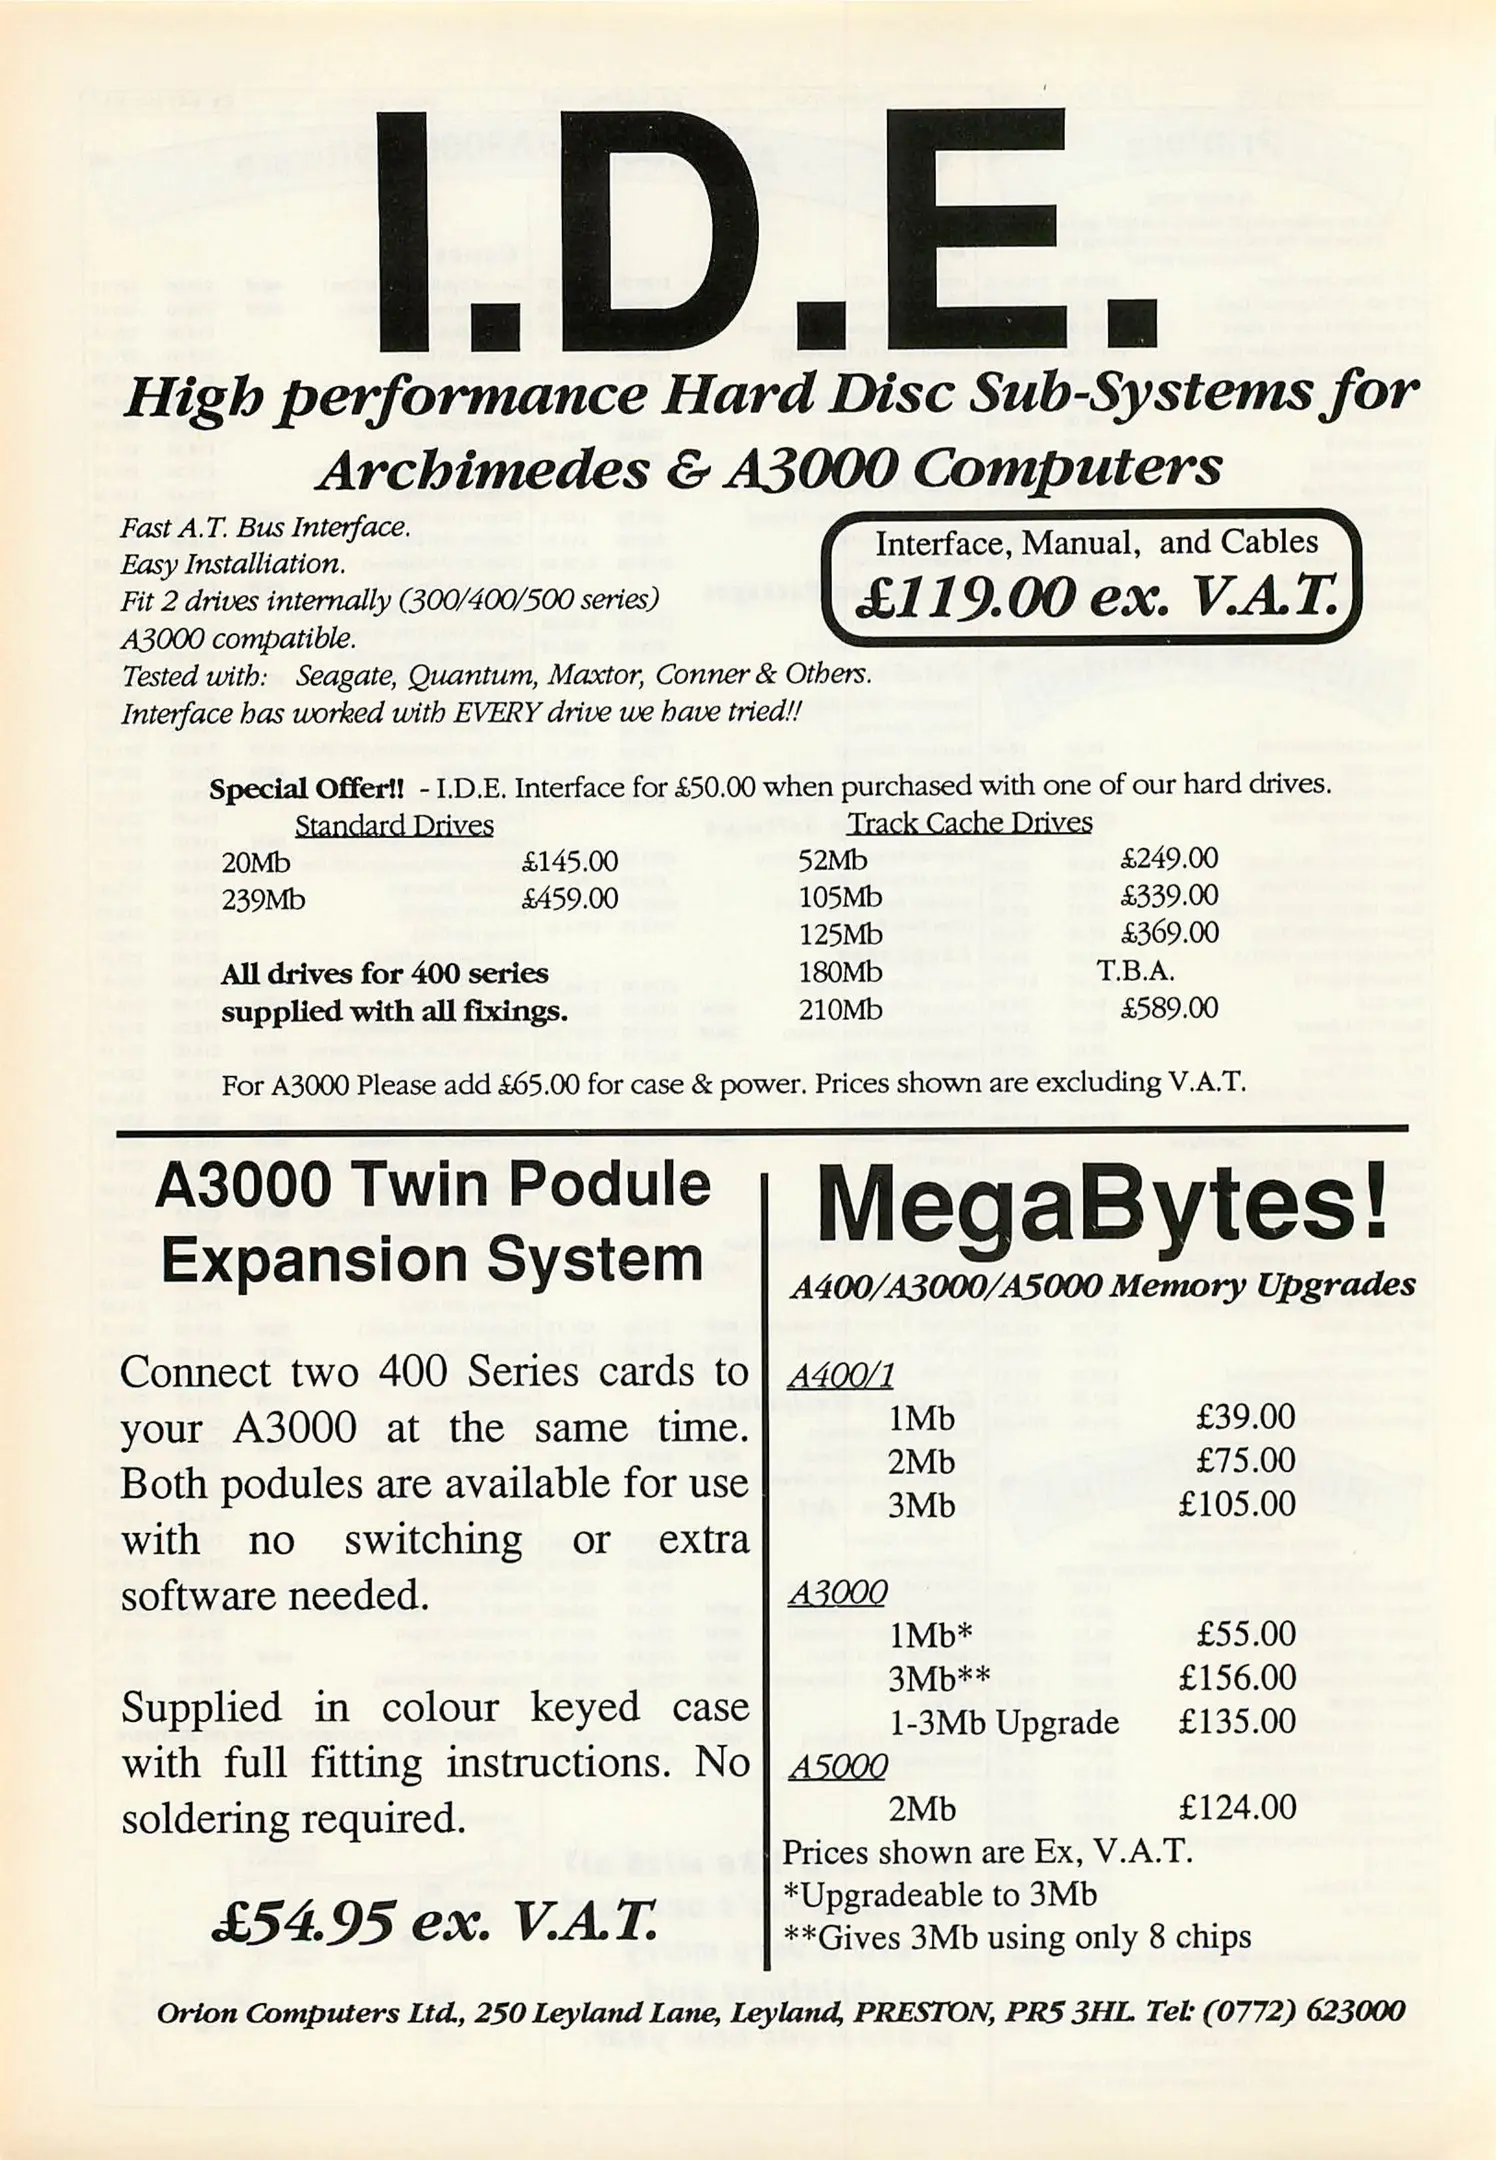 I.D.E.
High performance Hard Disc Sub-Systems for
Archimedes & A3000 Computers
Fast A.T. Bus Interface.
Easy Installiation.
Fit 2 drives internally (300/400/500 series)
A3000 compatible.
Tested with: Seagate, Quantum, Maxtor, Conner & Others.
Interface has worked with EVERY drive we have tried!!
Interface, Manual, and Cables
£119.00 ex. V.A.T.
Special Offer!! - I.D.E. Interface for £50.00 when purchased with one of our hard drives.
Standard Drives
20Mb £145.00
239Mb £459.00
All drives for 400 series
supplied with all fixings.
Track Cache Drives
52Mb £249.00
105Mb £339.00
125Mb £369.00
180Mb T.B.A.
210Mb £589.00
For A3000 Please add £65.00 for case & power. Prices shown are excluding V.A.T.
A3000 Twin Podule
Expansion System
Connect two 400 Series cards to
your A3000 at the same time.
Both podules are available for use
with no switching or extra
software needed.
Supplied in colour keyed case
with full fitting instructions. No
soldering required.
£54.95 ex. V.A.T.
MegaBytes!
A400/A3000/A5000 Memory Upgrades
A400/1
1Mb £39.00
2Mb £75.00
3Mb £105.00
A3000
1Mb* £55.00
3Mb** £156.00
1-3Mb Upgrade £135.00
A5000
2Mb £124.00
Prices shown are Ex, V.A.T.
*Upgradeable to 3Mb
**Gives 3Mb using only 8 chips
Orion Computers Ltd., 250 Leyland Lane, Leyland, PRESTON, PR5 3HL. Tel: (0772) 623000